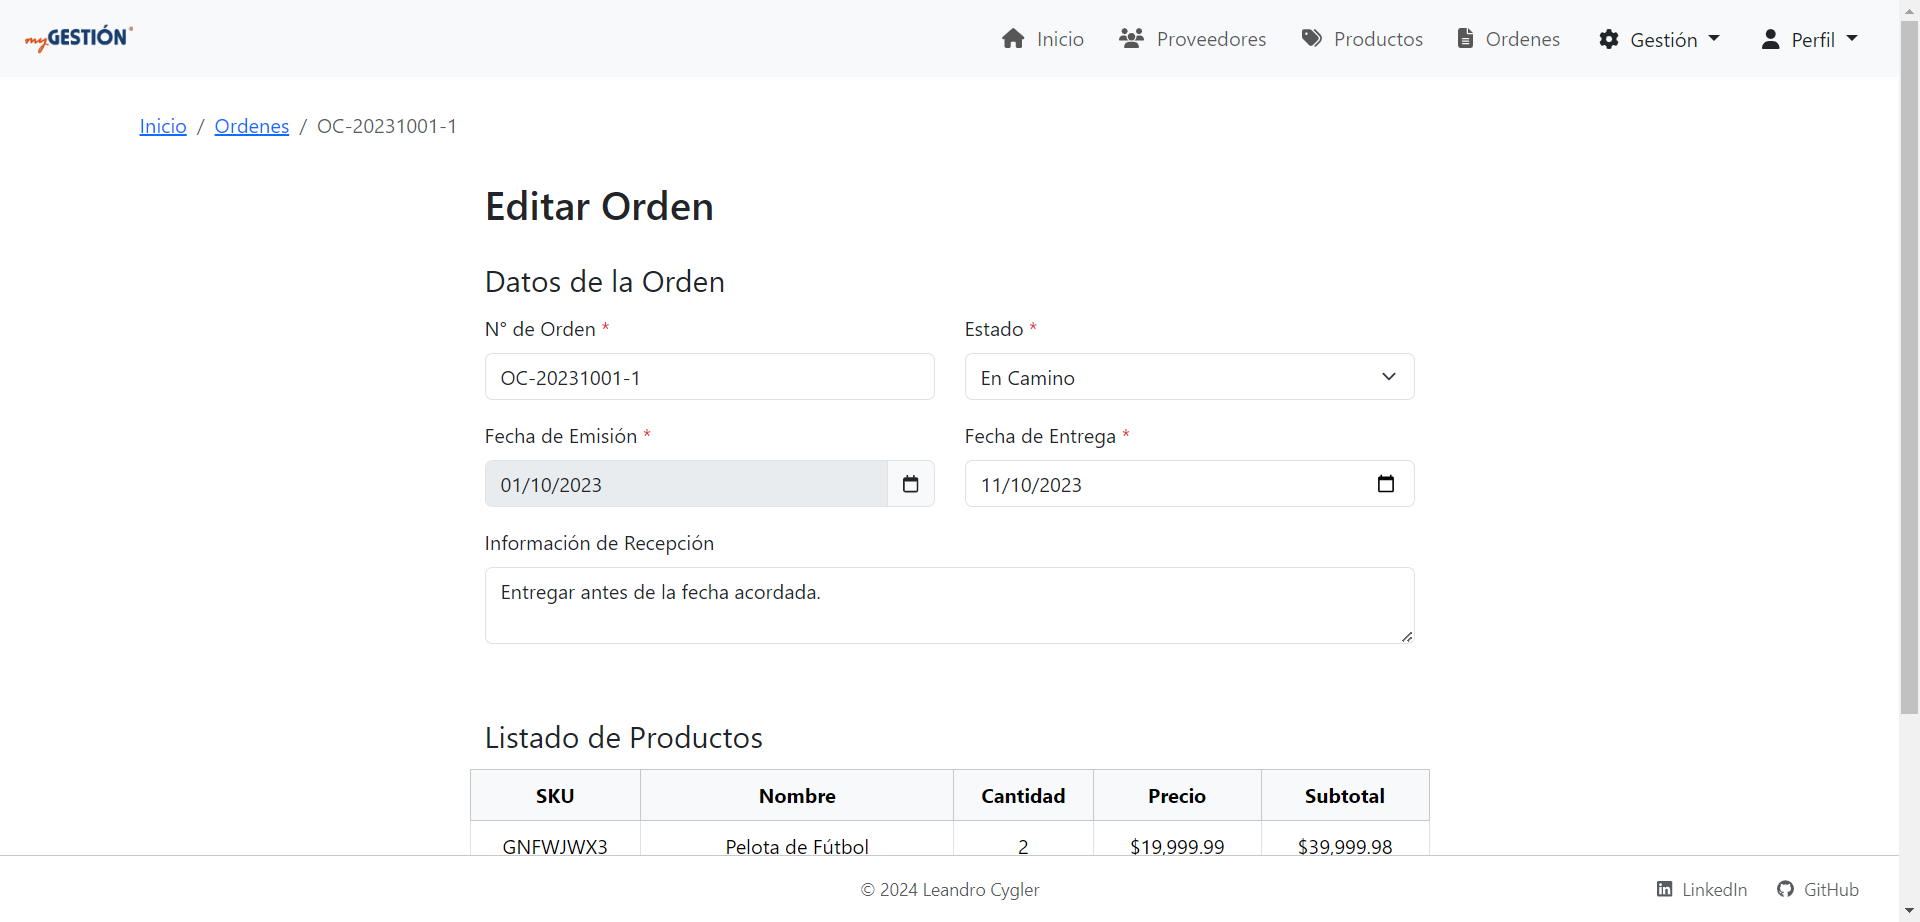 myGESTIÓN
Inicio Proveedores Productos Ordenes Gestión Perfil
Inicio / Ordenes / OC-20231001-1
Editar Orden
Datos de la Orden
N° de Orden * Estado *
OC-20231001-1 En Camino
Fecha de Emisión * Fecha de Entrega *
01/10/2023 11/10/2023
Información de Recepción
Entregar antes de la fecha acordada.
Listado de Productos
SKU Nombre Cantidad Precio Subtotal
GNFWJWX3 Pelota de Fútbol 2 $19,999.99 $39,999.98
© 2024 Leandro Cygler LinkedIn GitHub